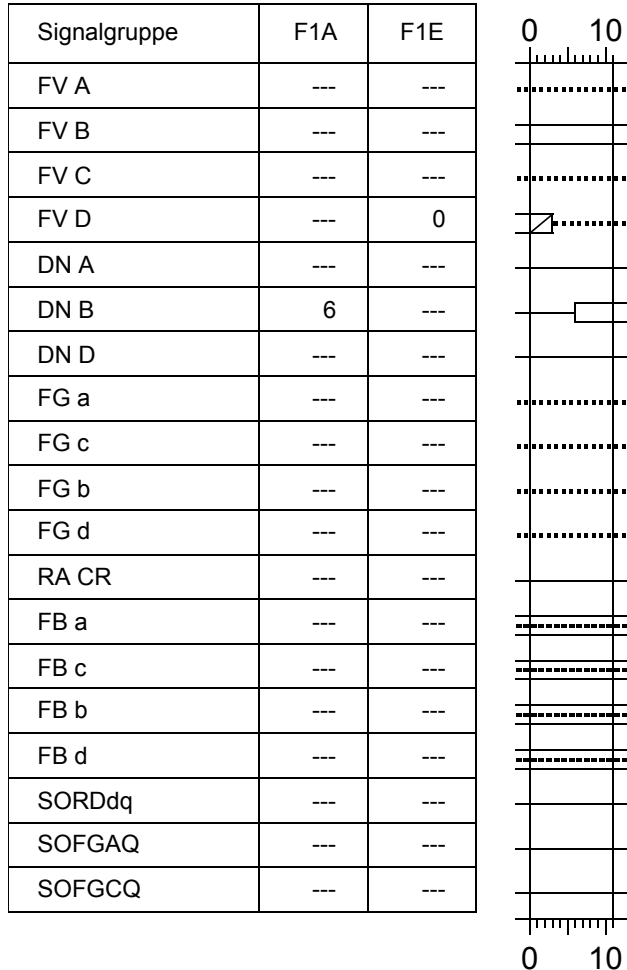 Signalgruppe F1A F1E 0 10
FV A --- ---
FV B --- ---
FV C --- ---
FV D --- 0
DN A --- ---
DN B 6 ---
DN D --- ---
FG a --- ---
FG c --- ---
FG b --- ---
FG d --- ---
RA CR --- ---
FB a --- ---
FB c --- ---
FB b --- ---
FB d --- ---
SORDdq --- ---
SOFGAQ --- ---
SOFGCQ --- ---
0 10